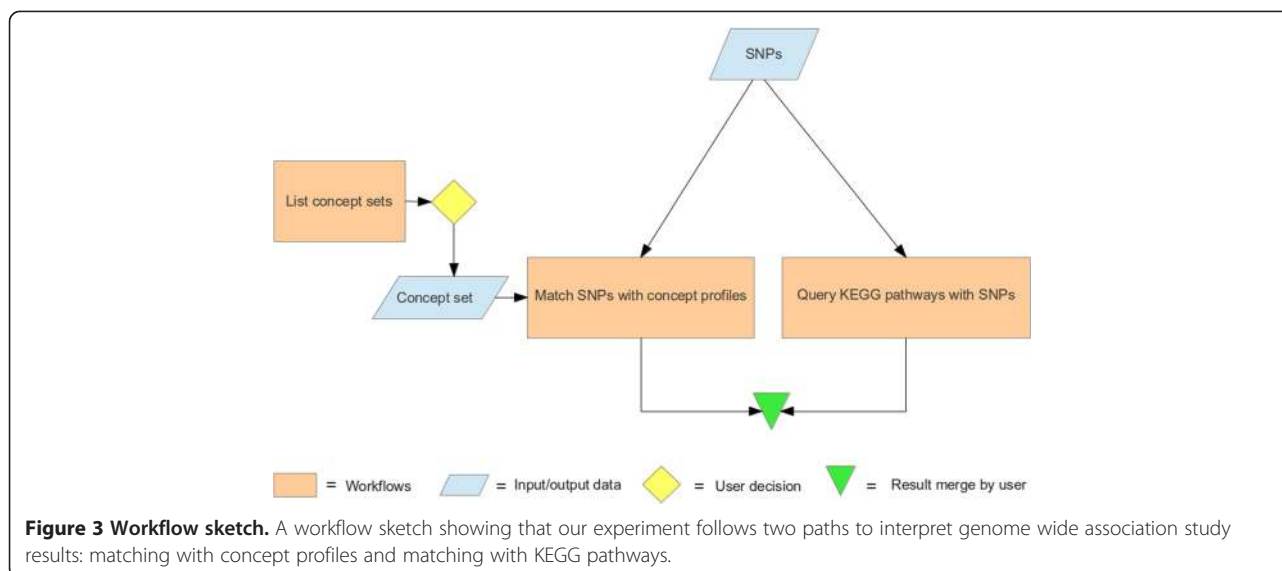 SNPs
List concept sets
Concept set
Match SNPs with concept profiles
Query KEGG pathways with SNPs
= Workflows
= Input/output data
= User decision
= Result merge by user
Figure 3 Workflow sketch. A workflow sketch showing that our experiment follows two paths to interpret genome wide association study
results: matching with concept profiles and matching with KEGG pathways.